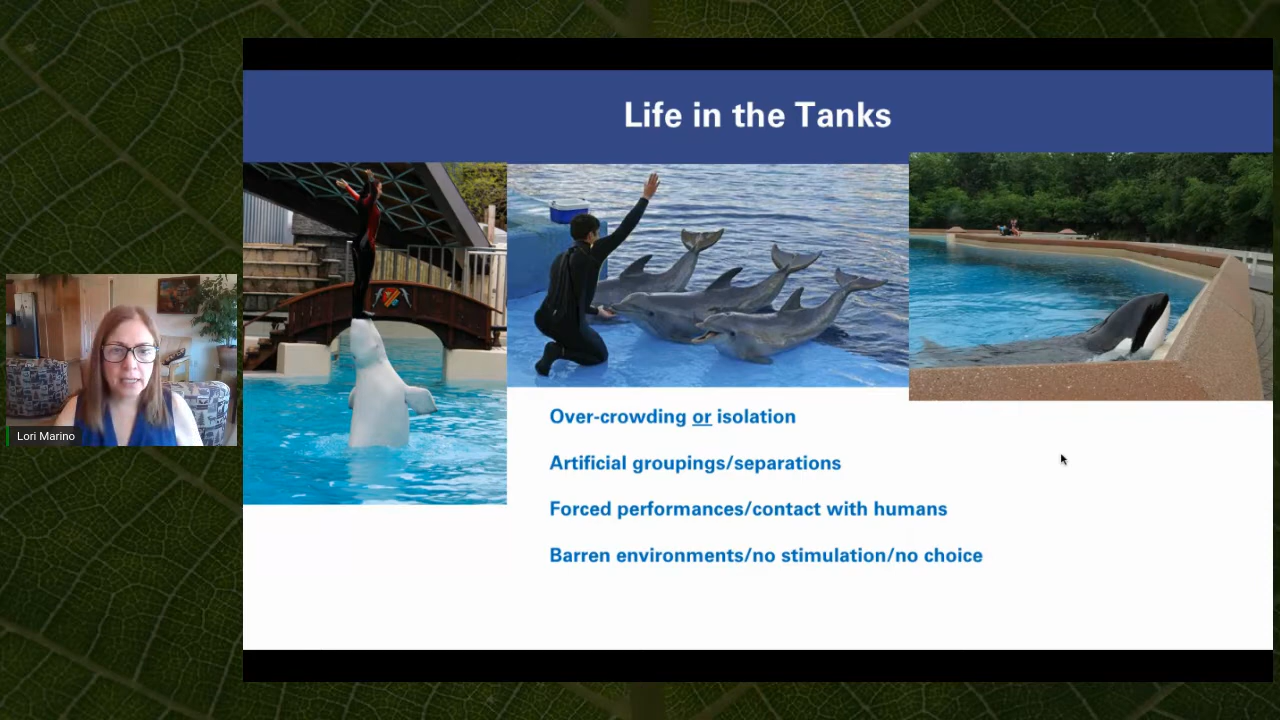 Life in the Tanks
Over-crowding or isolation
Artificial groupings/separations
Forced performances/contact with humans
Barren environments/no stimulation/no choice
Lori Marino